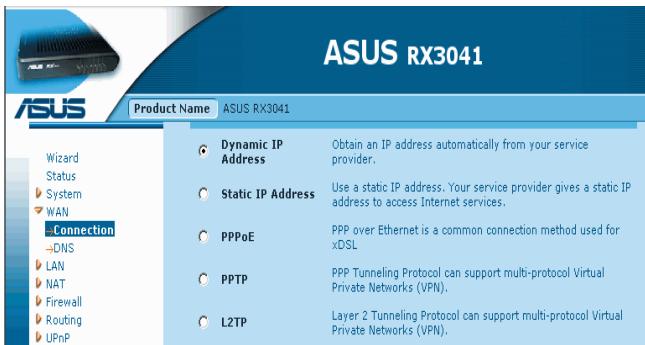 ASUS RX3041
ASUS
Product Name ASUS RX3041
Wizard
Status
System
WAN
→Connection
→DNS
LAN
NAT
Firewall
Routing
UPnP
Dynamic IP
Address
Obtain an IP address automatically from your service
provider.
Static IP Address
Use a static IP address. Your service provider gives a static IP
address to access Internet services.
PPPoE
PPP over Ethernet is a common connection method used for
xDSL
PPTP
PPP Tunneling Protocol can support multi-protocol Virtual
Private Networks (VPN).
L2TP
Layer 2 Tunneling Protocol can support multi-protocol Virtual
Private Networks (VPN).